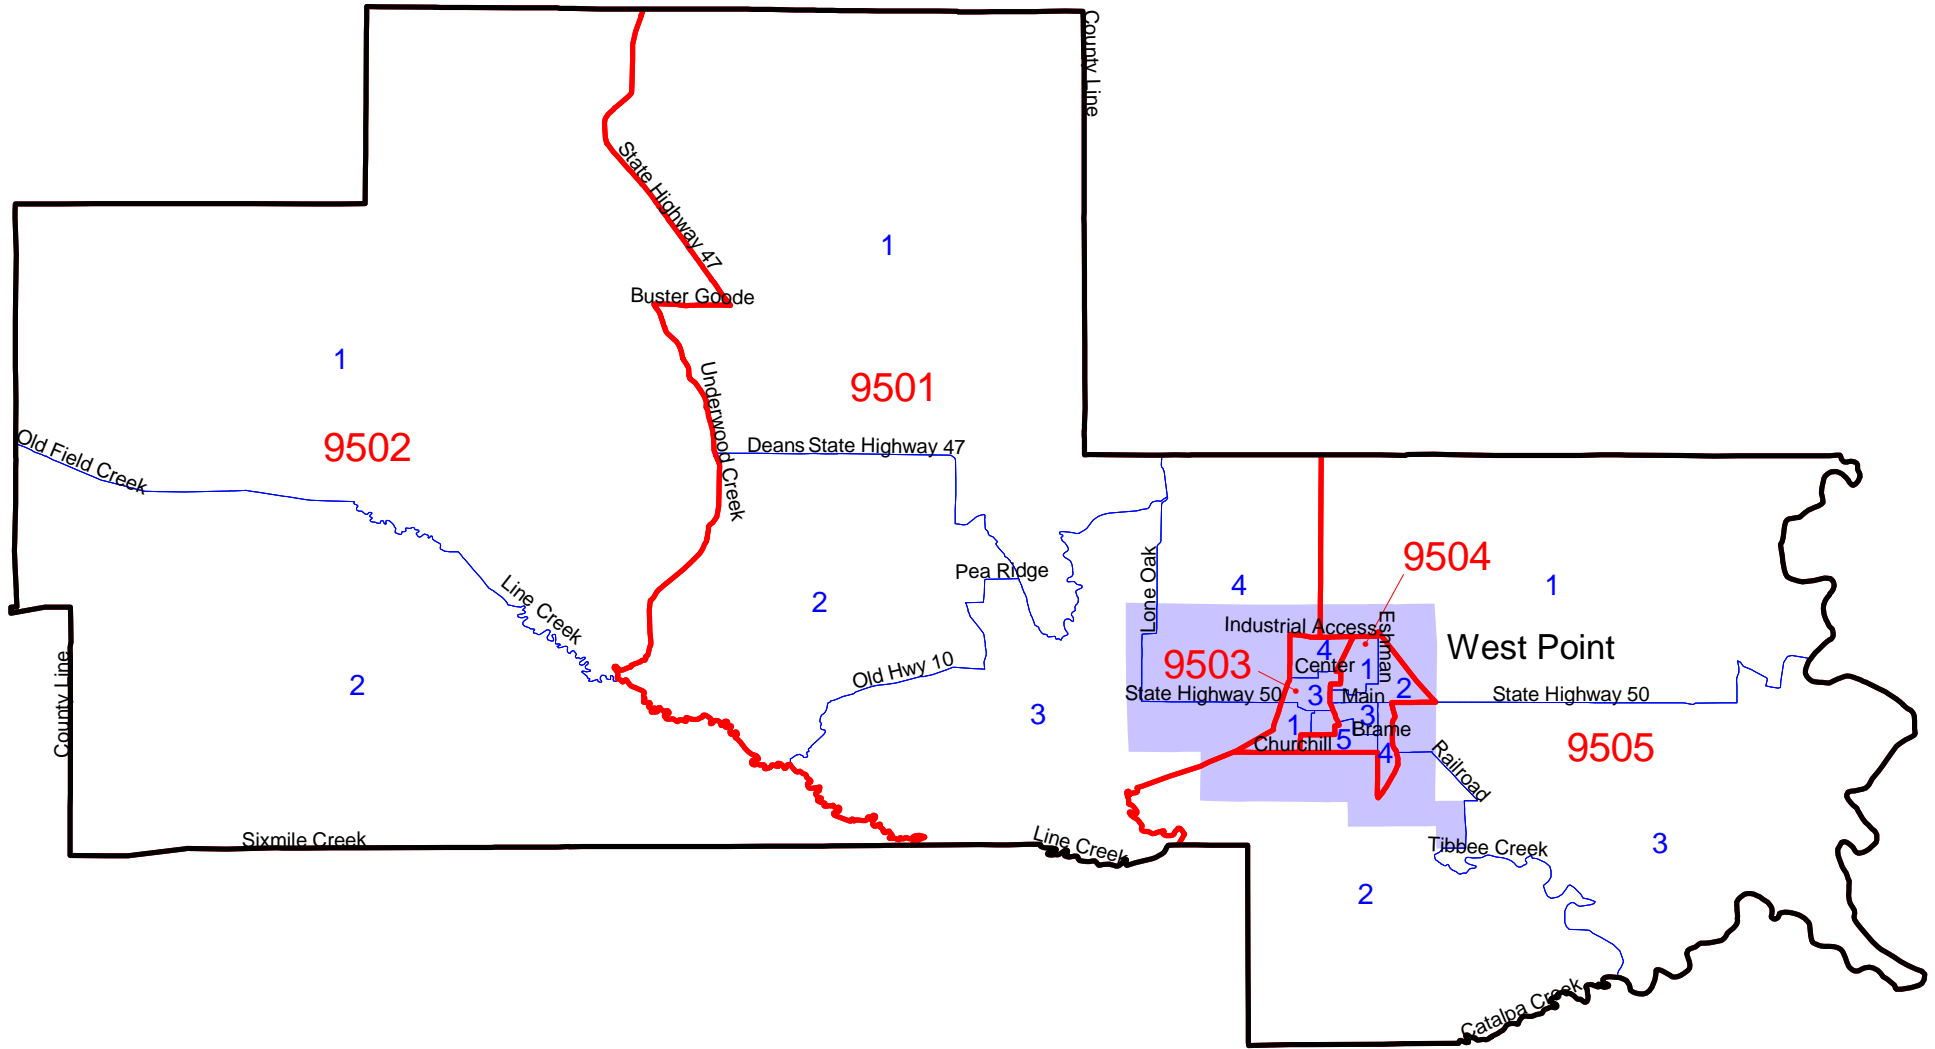 County Line
State Highway 47
1
Buster Goode
1
9501
Underwood Creek
9502
Old Field Creek
Deans State Highway 47
9504
Pea Ridge
Lone Oak
4
1
Line Creek
2
Industrial Access
Eshman
West Point
4
Center
1
9503
Old Hwy 10
2
2
State Highway 50
3
Main
State Highway 50
3
County Line
1
3
Brame
5
Churchill
4
9505
Railroad
Sixmile Creek
Line Creek
Tibbee Creek
3
2
Catalpa Creek